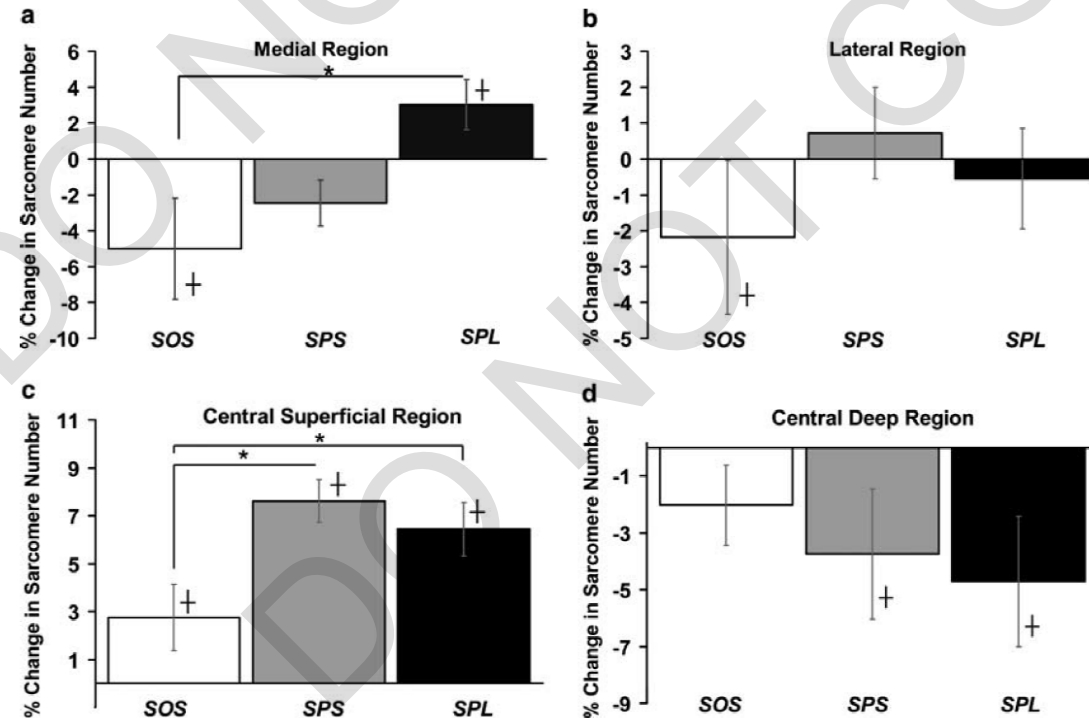 a
Medial Region
% Change in Sarcomere Number
6
4
2
0
-2
-4
-6
-8
-10
*
+
+
SOS
SPS
SPL
b
Lateral Region
% Change in Sarcomere Number
3
2
1
0
-1
-2
-3
-4
-5
+
SOS
SPS
SPL
c
Central Superficial Region
% Change in Sarcomere Number
11
9
7
5
3
1
*
*
+
+
+
SOS
SPS
SPL
d
Central Deep Region
% Change in Sarcomere Number
-1
-3
-5
-7
-9
+
+
SOS
SPS
SPL
DO NOT CO
DO NOT CO